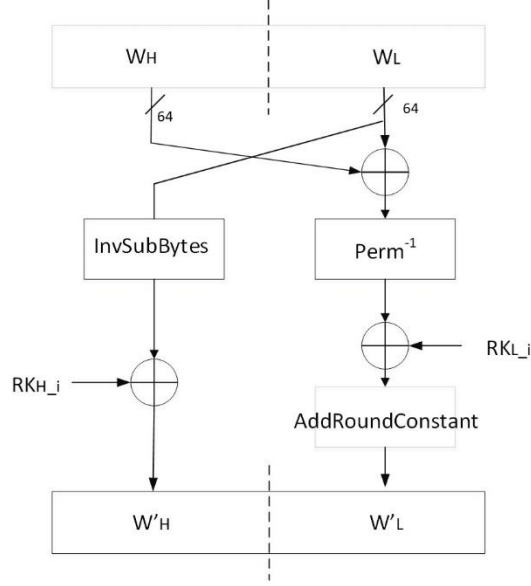 WH WL
64 64
InvSubBytes Perm-1
RKH_i RKL_i
AddRoundConstant
W'H W'L